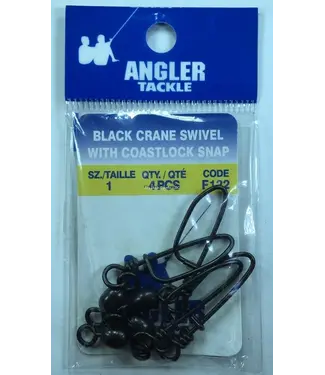 ANGLER
TACKLE
BLACK CRANE SWIVEL
WITH COASTLOCK SNAP
SZ./TAILLE QTY./QTÉ CODE
1 4 PCS